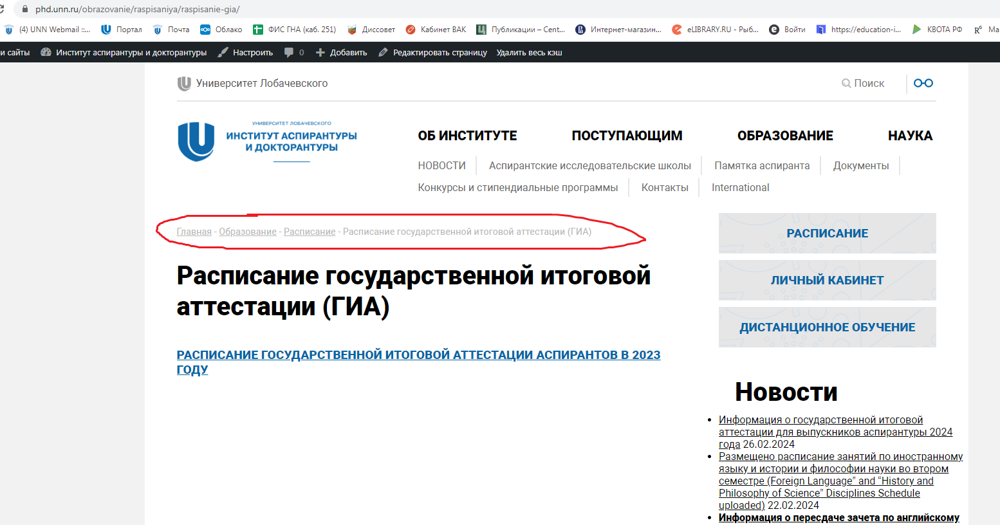 phd.unn.ru/obrazovanie/raspisaniya/raspisanie-gia/
(4) UNN Webmail ::... Портал Почта Облако ФИС ГНА (каб. 251) Диссовет Кабинет ВАК Публикации – Cent... Интернет-магазин... eLIBRARY.RU - Рыб... Войти https://education-i... КВОТА РФ Ма
и сайты Институт аспирантуры и докторантуры Настроить 0 Добавить Редактировать страницу Удалить весь кэш
Университет Лобачевского Поиск
УНИВЕРСИТЕТ ЛОБАЧЕВСКОГО
ИНСТИТУТ АСПИРАНТУРЫ
И ДОКТОРАНТУРЫ
ОБ ИНСТИТУТЕ ПОСТУПАЮЩИМ ОБРАЗОВАНИЕ НАУКА
НОВОСТИ Аспирантские исследовательские школы Памятка аспиранта Документы
Конкурсы и стипендиальные программы Контакты International
Главная - Образование - Расписание - Расписание государственной итоговой аттестации (ГИА)
Расписание государственной итоговой
аттестации (ГИА)
РАСПИСАНИЕ ГОСУДАРСТВЕННОЙ ИТОГОВОЙ АТТЕСТАЦИИ АСПИРАНТОВ В 2023
ГОДУ
РАСПИСАНИЕ
ЛИЧНЫЙ КАБИНЕТ
ДИСТАНЦИОННОЕ ОБУЧЕНИЕ
Новости
Информация о государственной итоговой
аттестации для выпускников аспирантуры 2024
года 26.02.2024
Размещено расписание занятий по иностранному
языку и истории и философии науки во втором
семестре (Foreign Language” and “History and
Philosophy of Science” Disciplines Schedule
uploaded) 22.02.2024
Информация о пересдаче зачета по английскому